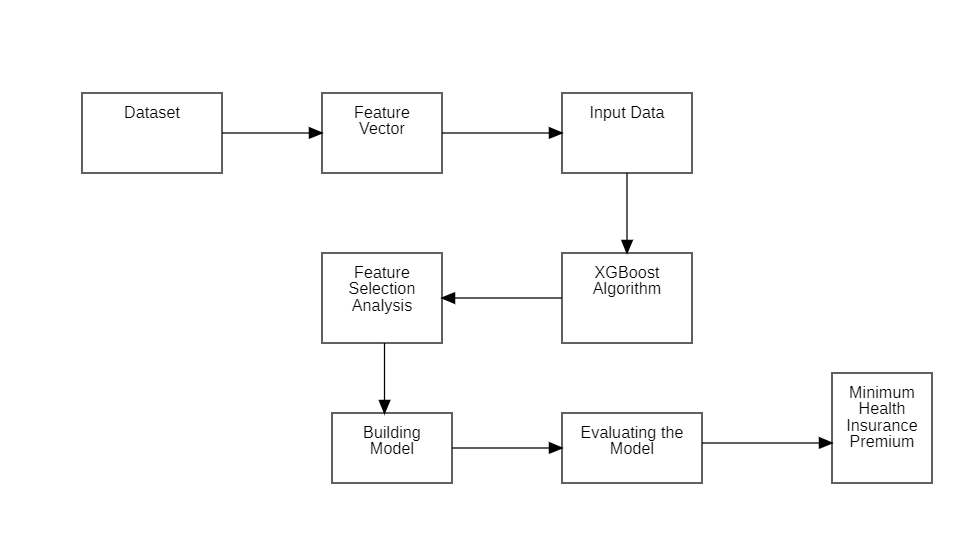 Dataset
Feature
Vector
Input Data
Feature
Selection
Analysis
XGBoost
Algorithm
Minimum
Health
Insurance
Premium
Building
Model
Evaluating the
Model